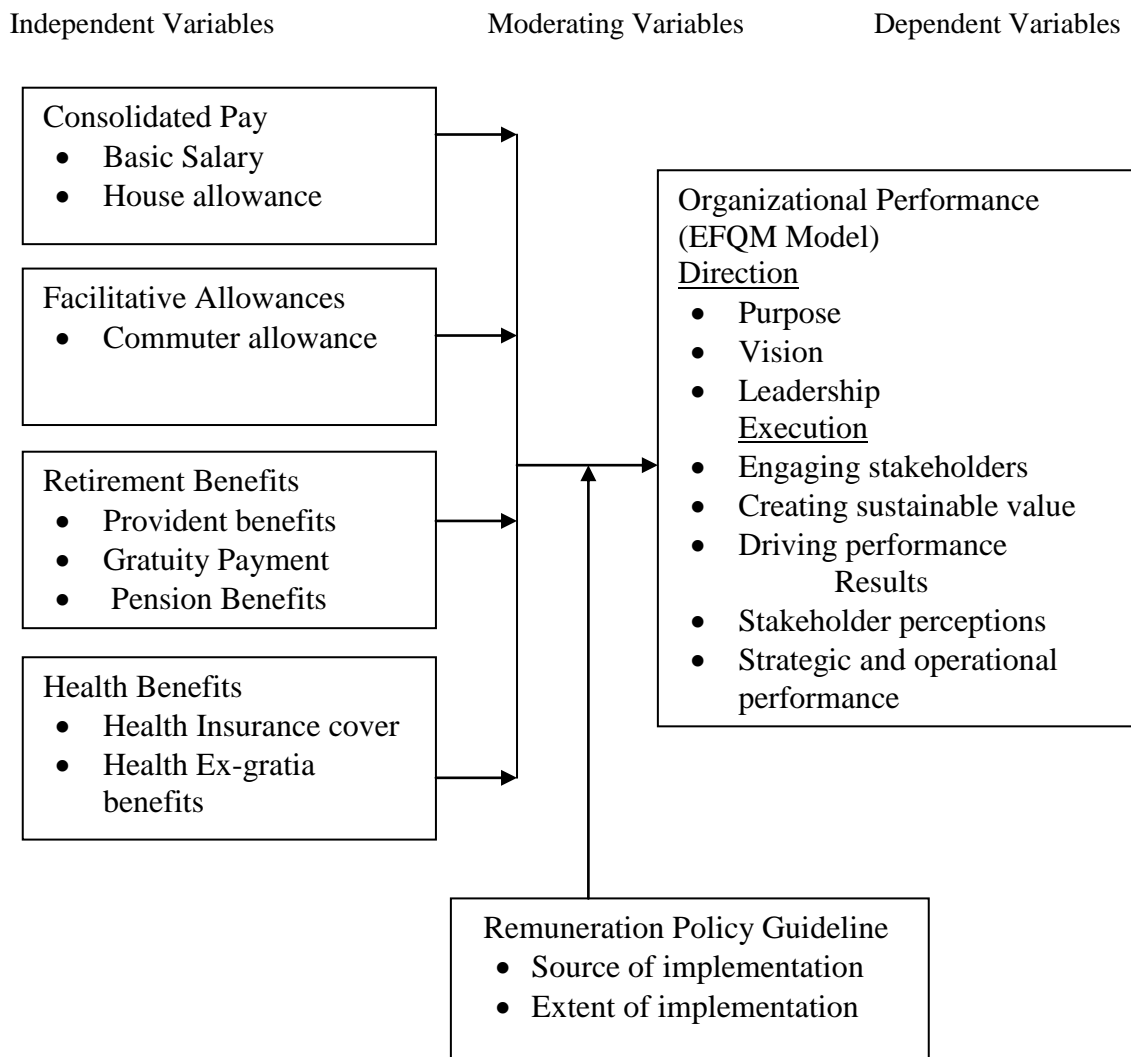 Independent Variables Moderating Variables Dependent Variables
Consolidated Pay
• Basic Salary
• House allowance
Facilitative Allowances
• Commuter allowance
Retirement Benefits
• Provident benefits
• Gratuity Payment
• Pension Benefits
Health Benefits
• Health Insurance cover
• Health Ex-gratia
benefits
Organizational Performance
(EFQM Model)
Direction
• Purpose
• Vision
• Leadership
Execution
• Engaging stakeholders
• Creating sustainable value
• Driving performance
Results
• Stakeholder perceptions
• Strategic and operational
performance
Remuneration Policy Guideline
• Source of implementation
• Extent of implementation